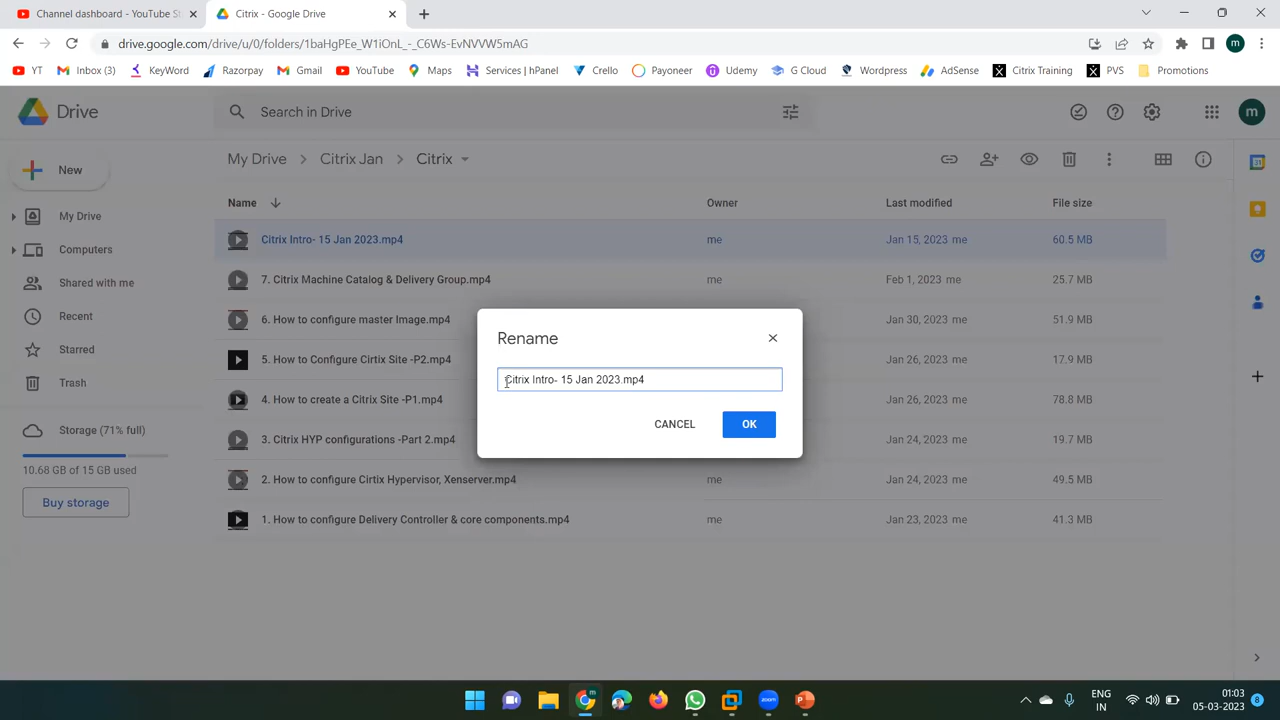 Channel dashboard - YouTube St
Citrix - Google Drive
drive.google.com/drive/u/0/folders/1baHgPEe_W1iOnL_-_C6Ws-EvNVVW5mAG
m
YT
Inbox (3)
KeyWord
Razorpay
Gmail
YouTube
Maps
Services | hPanel
Crello
Payoneer
Udemy
G Cloud
Wordpress
AdSense
Citrix Training
PVS
Promotions
Drive
Search in Drive
m
New
My Drive
Citrix Jan
Citrix
My Drive
Computers
Shared with me
Recent
Starred
Trash
Storage (71% full)
10.68 GB of 15 GB used
Buy storage
Name Owner Last modified File size
Citrix Intro- 15 Jan 2023.mp4 me Jan 15, 2023 me 60.5 MB
7. Citrix Machine Catalog & Delivery Group.mp4 me Feb 1, 2023 me 25.7 MB
6. How to configure master Image.mp4 Jan 30, 2023 me 51.9 MB
5. How to Configure Cirtix Site -P2.mp4 Jan 26, 2023 me 17.9 MB
4. How to create a Citrix Site -P1.mp4 Jan 26, 2023 me 78.8 MB
3. Citrix HYP configurations -Part 2.mp4 Jan 24, 2023 me 19.7 MB
2. How to configure Cirtix Hypervisor, Xenserver.mp4 me Jan 24, 2023 me 49.5 MB
1. How to configure Delivery Controller & core components.mp4 me Jan 23, 2023 me 41.3 MB
Rename
Citrix Intro- 15 Jan 2023.mp4
CANCEL
OK
zoom
ENG
IN
01:03
05-03-2023
8